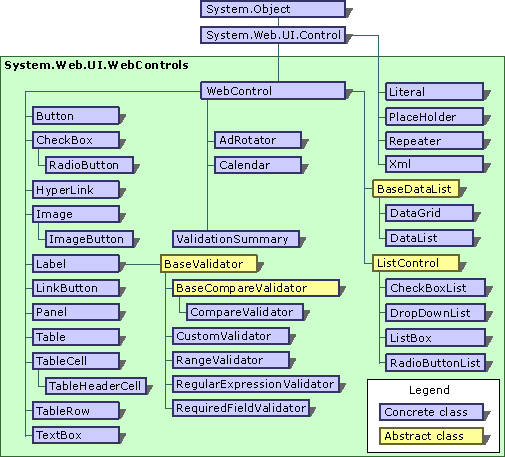 System.Object
System.Web.UI.Control
System.Web.UI.WebControls
WebControl
Button
CheckBox
RadioButton
HyperLink
Image
ImageButton
Label
LinkButton
Panel
Table
TableCell
TableHeaderCell
TableRow
TextBox
AdRotator
Calendar
ValidationSummary
BaseValidator
BaseCompareValidator
CompareValidator
CustomValidator
RangeValidator
RegularExpressionValidator
RequiredFieldValidator
Literal
PlaceHolder
Repeater
Xml
BaseDataList
DataGrid
DataList
ListControl
CheckBoxList
DropDownList
ListBox
RadioButtonList
Legend
Concrete class
Abstract class